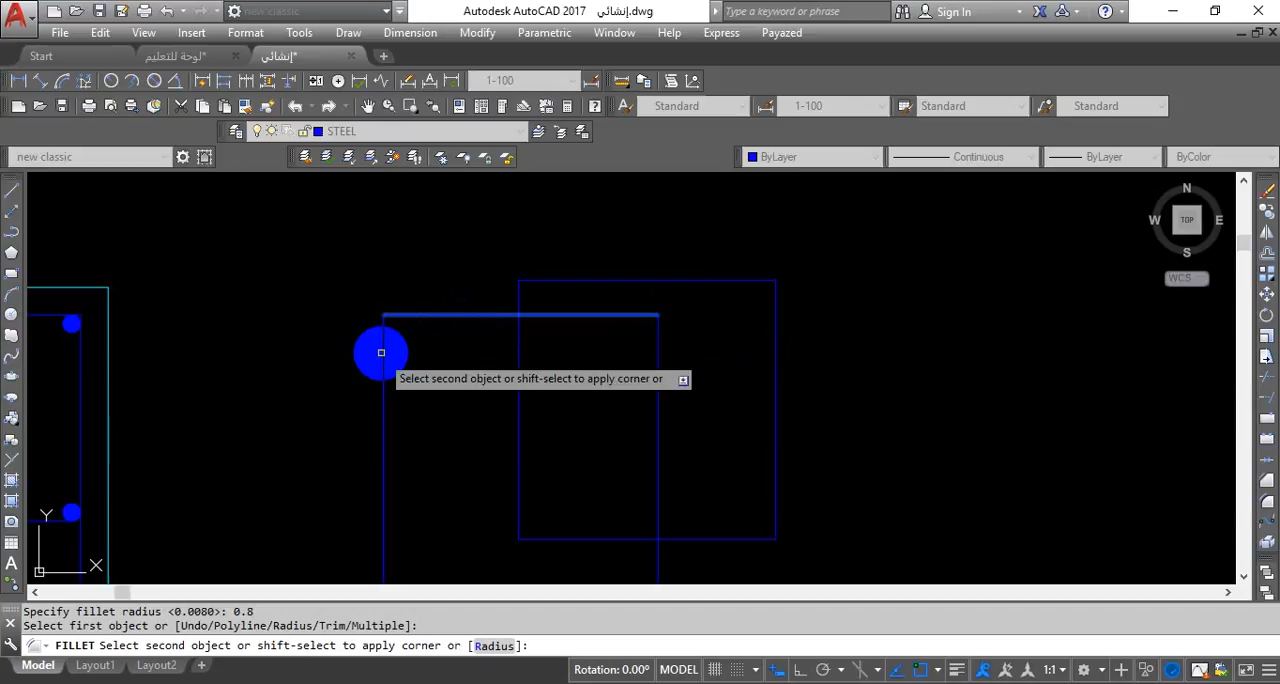 new classic
Autodesk AutoCAD 2017 إنشائي.dwg
Type a keyword or phrase
Sign In
File Edit View Insert Format Tools Draw Dimension Modify Parametric Window Help Express Payazed
Start
لوحة للتعليم*
إنشائي*
1-100
Standard
1-100
Standard
Standard
STEEL
new classic
ByLayer
Continuous
ByLayer
ByColor
N
W TOP E
S
WCS
Select second object or shift-select to apply corner or
Y
X
Specify fillet radius <0.0080>: 0.8
Select first object or [Undo/Polyline/Radius/Trim/Multiple]:
FILLET Select second object or shift-select to apply corner or [Radius]:
Model Layout1 Layout2 +
Rotation: 0.00° MODEL 1:1